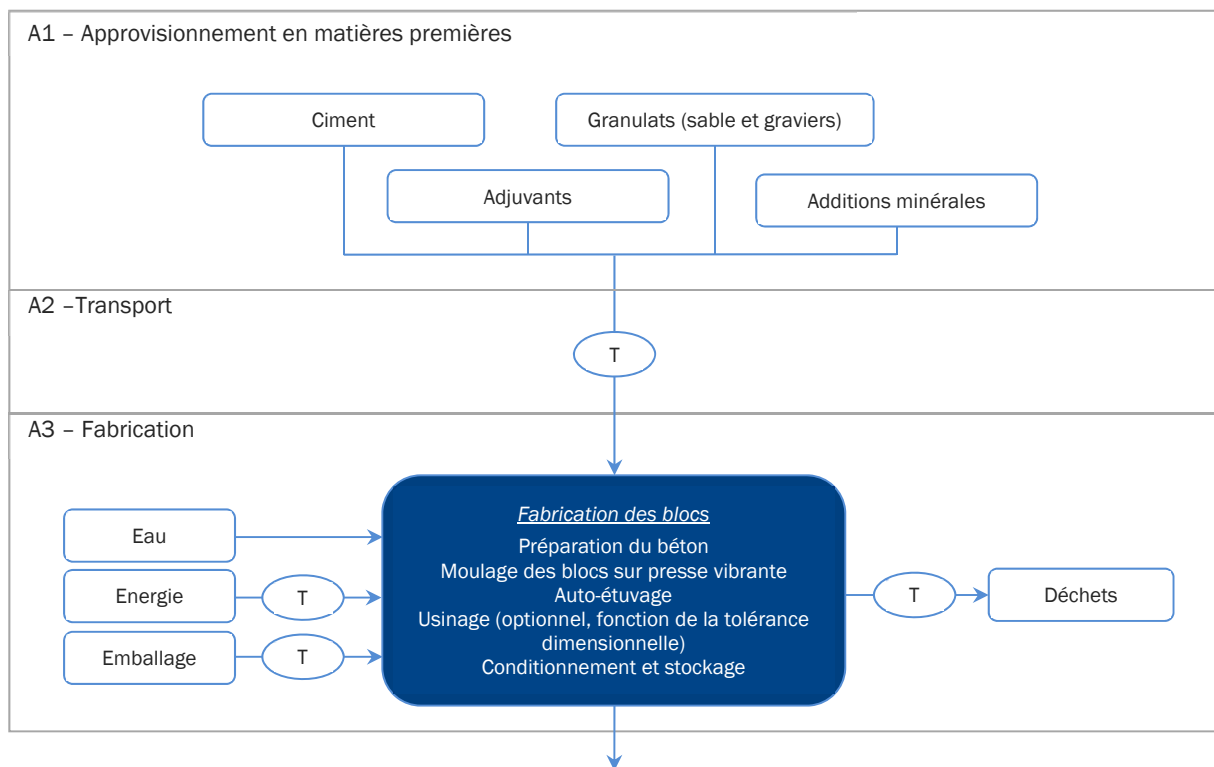 A1 – Approvisionnement en matières premières
Ciment
Granulats (sable et graviers)
Adjuvants
Additions minérales
A2 –Transport
T
A3 – Fabrication
Fabrication des blocs
Préparation du béton
Moulage des blocs sur presse vibrante
Auto-étuvage
Usinage (optionnel, fonction de la tolérance
dimensionnelle)
Conditionnement et stockage
Eau
Energie
T
Emballage
T
T
Déchets